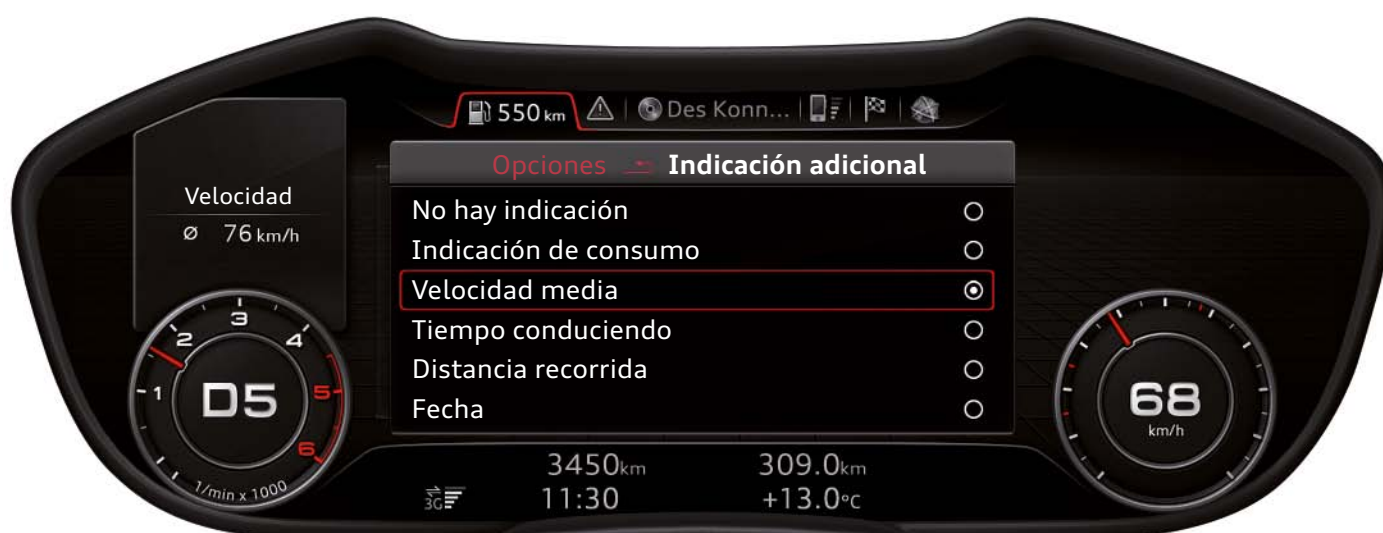 550 km
Des Konn...
Opciones Indicación adicional
Velocidad
Ø 76 km/h
No hay indicación
Indicación de consumo
Velocidad media
Tiempo conduciendo
Distancia recorrida
Fecha
1
2
3
4
5
6
D5
1/min x 1000
68
km/h
3450km 309.0km
3G 11:30 +13.0°C